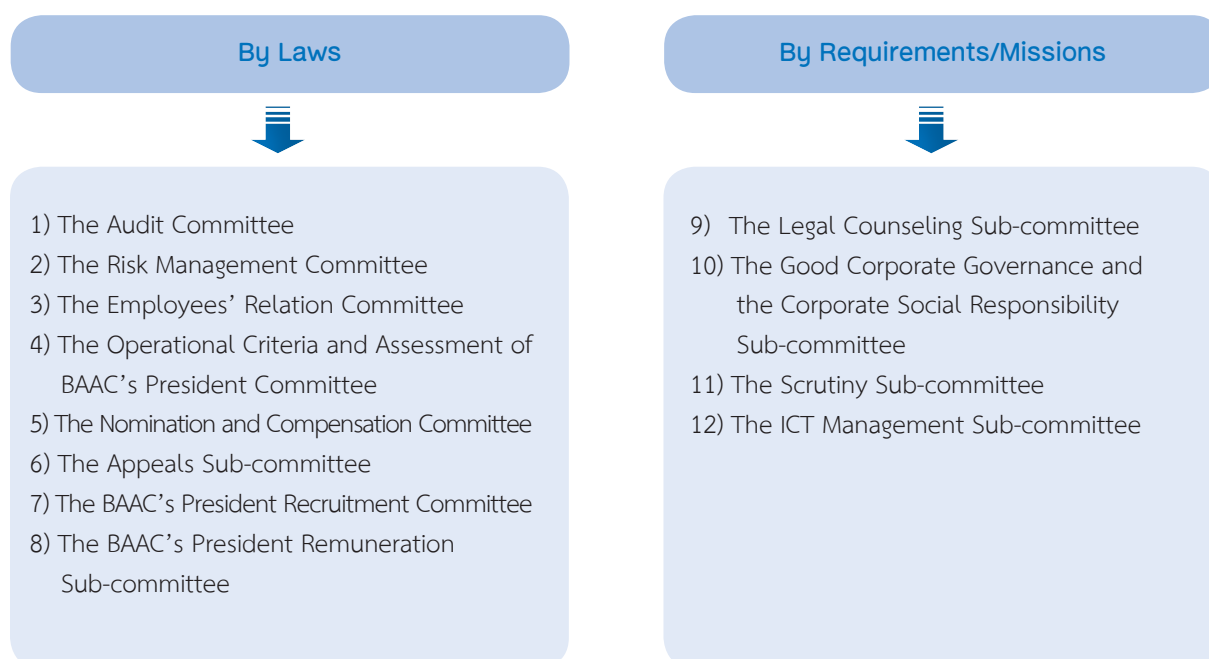 By Laws
1) The Audit Committee
2) The Risk Management Committee
3) The Employees’ Relation Committee
4) The Operational Criteria and Assessment of
BAAC’s President Committee
5) The Nomination and Compensation Committee
6) The Appeals Sub-committee
7) The BAAC’s President Recruitment Committee
8) The BAAC’s President Remuneration
Sub-committee
By Requirements/Missions
9) The Legal Counseling Sub-committee
10) The Good Corporate Governance and
the Corporate Social Responsibility
Sub-committee
11) The Scrutiny Sub-committee
12) The ICT Management Sub-committee